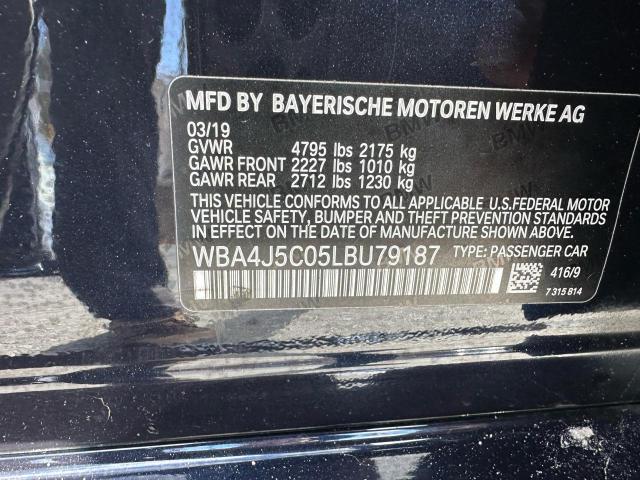 MFD BY BAYERISCHE MOTOREN WERKE AG
03/19
GVWR 4795 lbs 2175 kg
GAWR FRONT 2227 lbs 1010 kg
GAWR REAR 2712 lbs 1230 kg
THIS VEHICLE CONFORMS TO ALL APPLICABLE U.S.FEDERAL MOTOR
VEHICLE SAFETY, BUMPER AND THEFT PREVENTION STANDARDS
IN EFFECT ON THE DATE OF MANUFACTURE SHOWN ABOVE.
WBA4J5C05LBU79187 TYPE: PASSENGER CAR
416/9
7 315 814